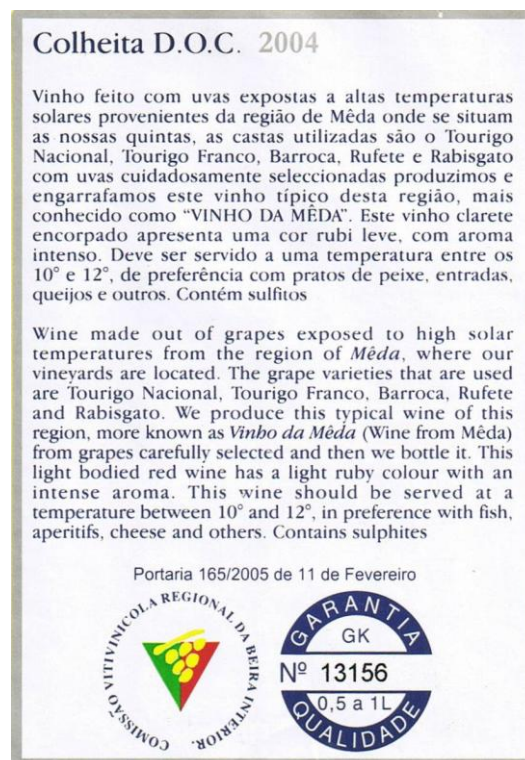 Colheita D.O.C. 2004
Vinho feito com uvas expostas a altas temperaturas
solares provenientes da região de Mêda onde se situam
as nossas quintas, as castas utilizadas são o Tourigo
Nacional, Tourigo Franco, Barroca, Rufete e Rabisgato
com uvas cuidadosamente seleccionadas produzimos e
engarrafamos este vinho típico desta região, mais
conhecido como “VINHO DA MÊDA”. Este vinho clarete
encorpado apresenta uma cor rubi leve, com aroma
intenso. Deve ser servido a uma temperatura entre os
10° e 12°, de preferência com pratos de peixe, entradas,
queijos e outros. Contém sulfitos
Wine made out of grapes exposed to high solar
temperatures from the region of Mêda, where our
vineyards are located. The grape varieties that are used
are Tourigo Nacional, Tourigo Franco, Barroca, Rufete
and Rabisgato. We produce this typical wine of this
region, more known as Vinho da Mêda (Wine from Mêda)
from grapes carefully selected and then we bottle it. This
light bodied red wine has a light ruby colour with an
intense aroma. This wine should be served at a
temperature between 10° and 12°, in preference with fish,
aperitifs, cheese and others. Contains sulphites
Portaria 165/2005 de 11 de Fevereiro
COMISSÃO VITIVINICOLA REGIONAL DA BEIRA INTERIOR.
GARANTIA
GK
Nº 13156
0,5 a 1L
QUALIDADE